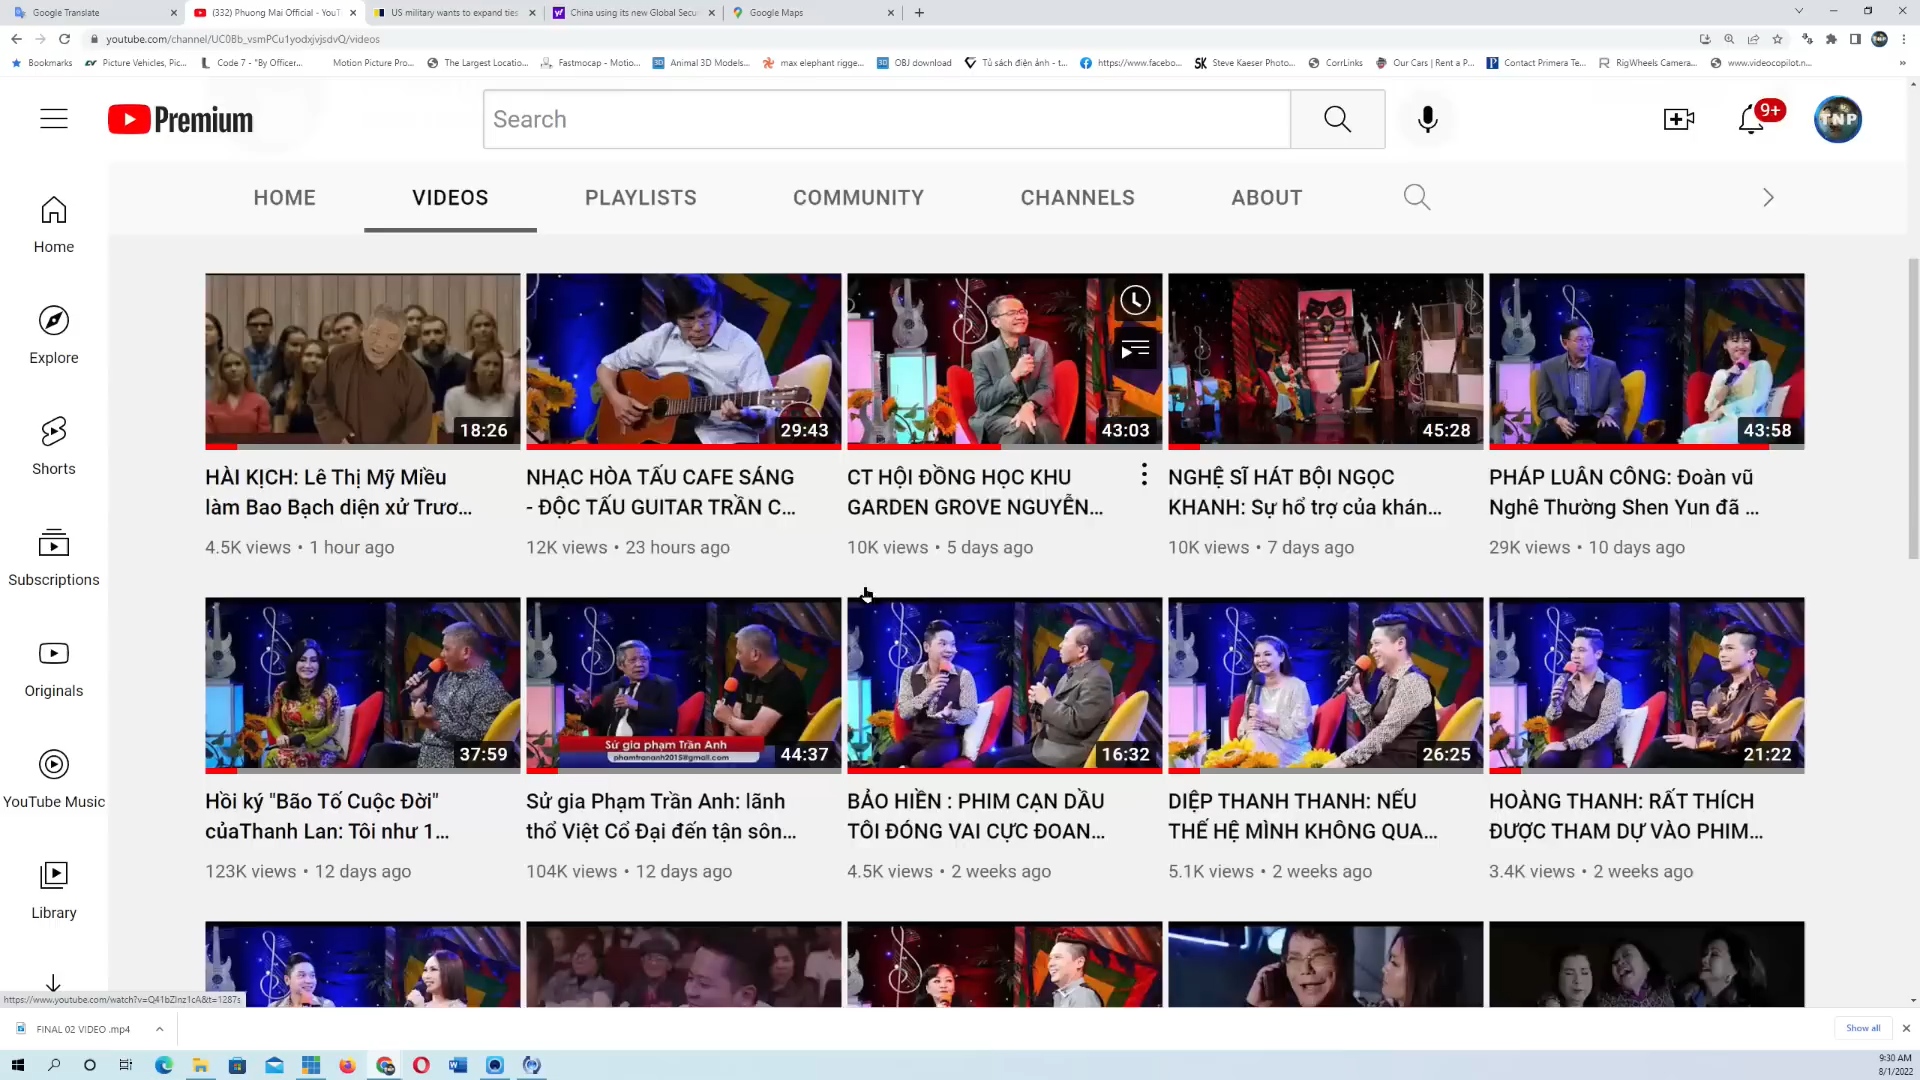 Google Translate
(332) Phuong Mai Official - YouT
US military wants to expand ties
China using its new Global Secu
Google Maps
youtube.com/channel/UC0Bb_vsmPCu1yodxjvjsdvQ/videos
Bookmarks
Picture Vehicles, Pic...
Code 7 - "By Officer...
Motion Picture Pro...
The Largest Locatio...
Fastmocap - Motio...
Animal 3D Models...
max elephant rigge...
OBJ download
Tủ sách điện ảnh - t...
https://www.facebo...
Steve Kaeser Photo...
CorrLinks
Our Cars | Rent a P...
Contact Primera Te...
RigWheels Camera...
www.videocopilot.n...
Premium
Search
9+
TNP
HOME
VIDEOS
PLAYLISTS
COMMUNITY
CHANNELS
ABOUT
Home
Explore
Shorts
Subscriptions
Originals
YouTube Music
Library
18:26
29:43
43:03
45:28
43:58
HÀI KỊCH: Lê Thị Mỹ Miều
làm Bao Bạch diện xử Trươ...
4.5K views • 1 hour ago
NHẠC HÒA TẤU CAFE SÁNG
- ĐỘC TẤU GUITAR TRẦN C...
12K views • 23 hours ago
CT HỘI ĐỒNG HỌC KHU
GARDEN GROVE NGUYỄN...
10K views • 5 days ago
NGHỆ SĨ HÁT BỘI NGỌC
KHANH: Sự hổ trợ của khán...
10K views • 7 days ago
PHÁP LUÂN CÔNG: Đoàn vũ
Nghê Thường Shen Yun đã ...
29K views • 10 days ago
37:59
Sử gia phạm Trần Anh
phamtrananh2015@gmail.com
44:37
16:32
26:25
21:22
Hồi ký "Bão Tố Cuộc Đời"
củaThanh Lan: Tôi như 1...
123K views • 12 days ago
Sử gia Phạm Trần Anh: lãnh
thổ Việt Cổ Đại đến tận sôn...
104K views • 12 days ago
BẢO HIỀN : PHIM CẠN DẦU
TÔI ĐÓNG VAI CỰC ĐOAN...
4.5K views • 2 weeks ago
DIỆP THANH THANH: NẾU
THẾ HỆ MÌNH KHÔNG QUA...
5.1K views • 2 weeks ago
HOÀNG THANH: RẤT THÍCH
ĐƯỢC THAM DỰ VÀO PHIM...
3.4K views • 2 weeks ago
https://www.youtube.com/watch?v=Q41bZlnz1cA&t=1287s
FINAL 02 VIDEO .mp4
Show all
9:30 AM
8/1/2022